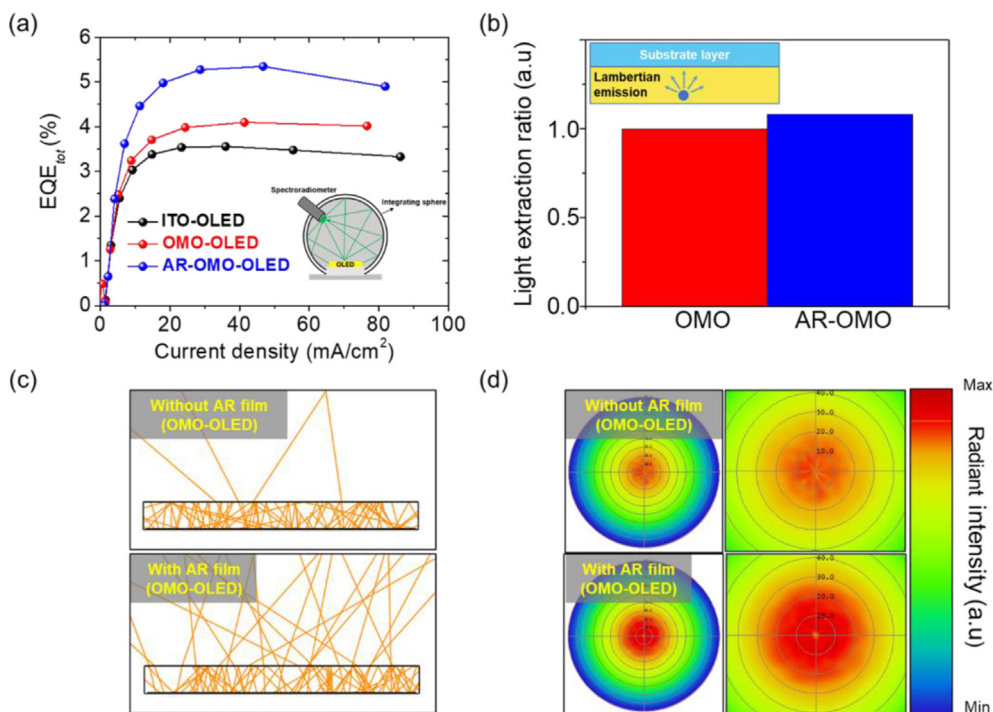 (a)
EQEtot (%)
6
5
4
3
2
1
0
0 20 40 60 80 100
Current density (mA/cm²)
ITO-OLED
OMO-OLED
AR-OMO-OLED
Spectroradiometer
Integrating sphere
OLED
(b)
Light extraction ratio (a.u)
1.0
0.5
0.0
Substrate layer
Lambertian
emission
OMO AR-OMO
(c)
Without AR film
(OMO-OLED)
With AR film
(OMO-OLED)
(d)
Without AR film
(OMO-OLED)
40.0
30.0
20.0
10.0
With AR film
(OMO-OLED)
40.0
30.0
20.0
10.0
Max
Radiant intensity (a.u)
Min